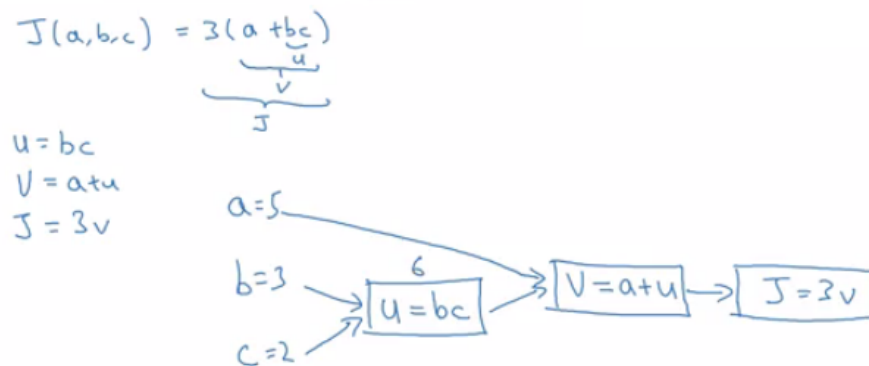 J(a,b,c) = 3(a+bc)
u
V
J
u=bc
V=a+u
J=3v
a=5
b=3
6
u=bc
V=a+u
J=3v
c=2